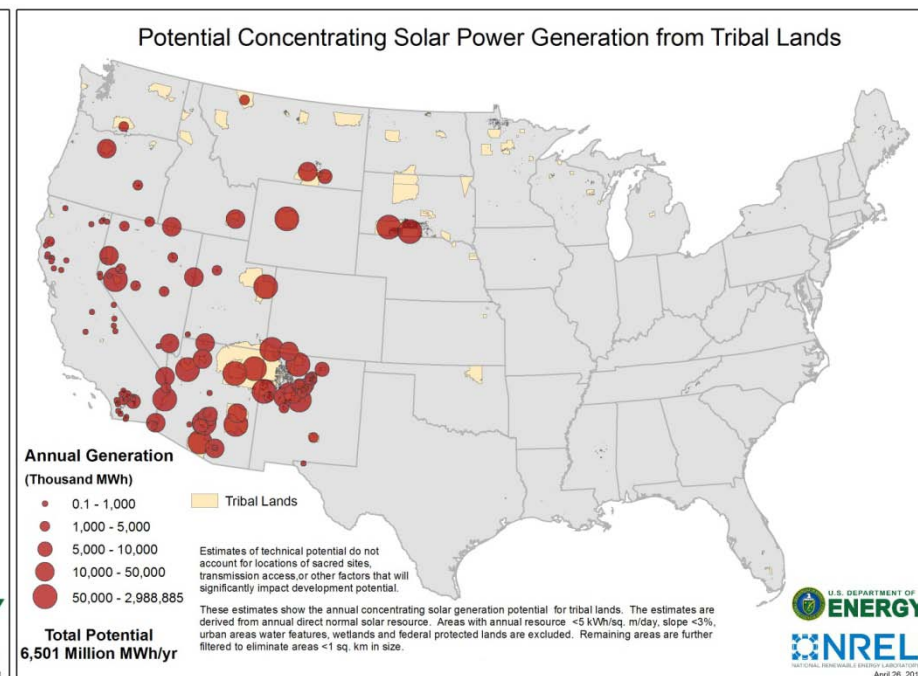 Potential Concentrating Solar Power Generation from Tribal Lands
Annual Generation
(Thousand MWh)
0.1 - 1,000
1,000 - 5,000
5,000 - 10,000
10,000 - 50,000
50,000 - 2,988,885
Total Potential
6,501 Million MWh/yr
Tribal Lands
Estimates of technical potential do not
account for locations of sacred sites,
transmission access,or other factors that will
significantly impact development potential.
These estimates show the annual concentrating solar generation potential for tribal lands. The estimates are
derived from annual direct normal solar resource. Areas with annual resource <5 kWh/sq. m/day, slope <3%,
urban areas water features, wetlands and federal protected lands are excluded. Remaining areas are further
filtered to eliminate areas <1 sq. km in size.
U.S. DEPARTMENT OF
ENERGY
NREL
NATIONAL RENEWABLE ENERGY LABORATORY
April 26,